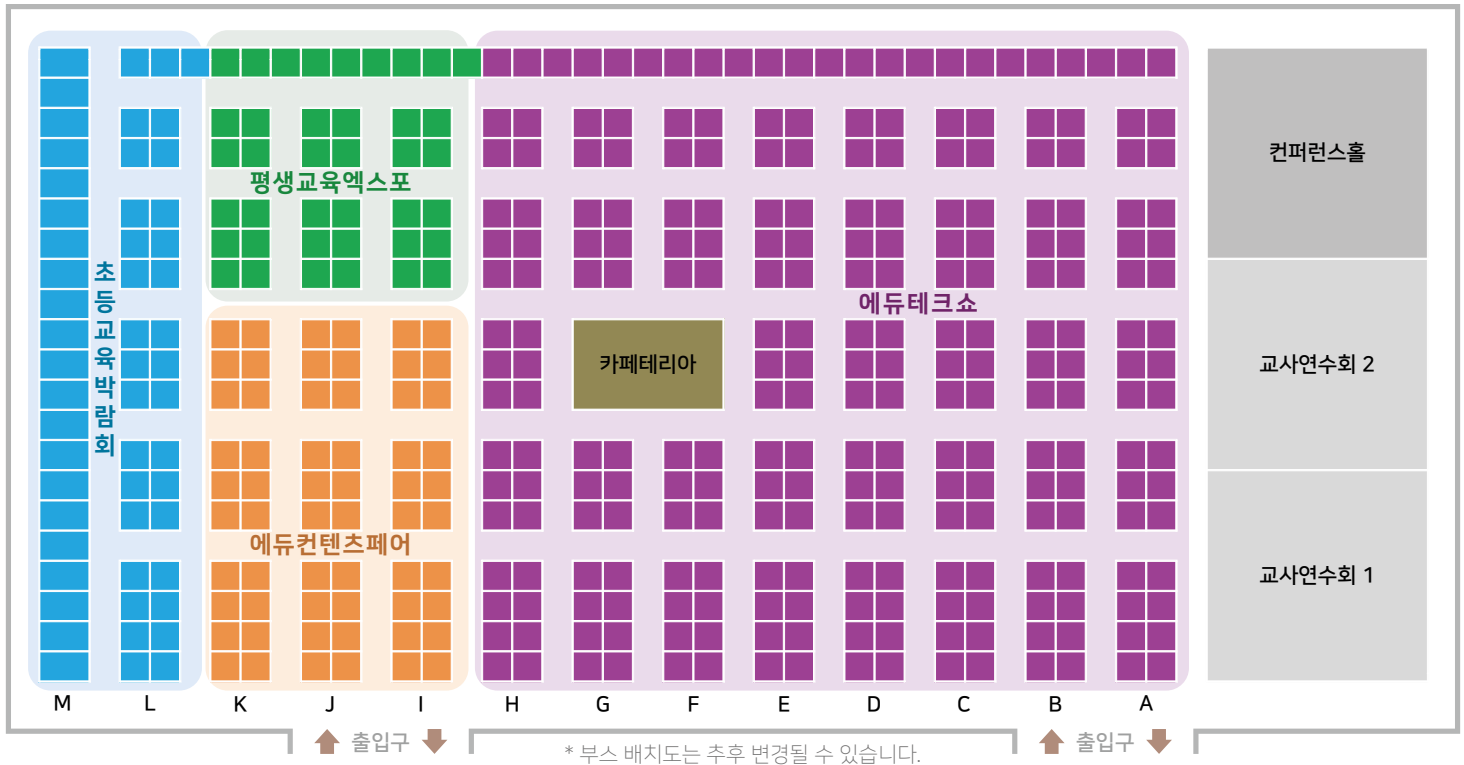 컨퍼런스홀
평생교육엑스포
초등교육박람회
에듀테크쇼
카페테리아
교사연수회 2
에듀컨텐츠페어
교사연수회 1
M L K J I H G F E D C B A
출입구 출입구
* 부스 배치도는 추후 변경될 수 있습니다.